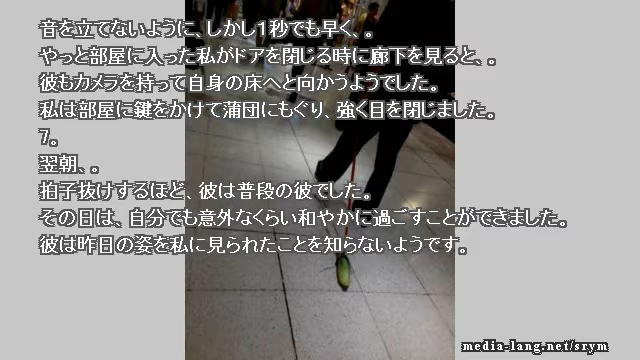 音を立てないように、しかし１秒でも早く、。
やっと部屋に入った私がドアを閉じる時に廊下を見ると、。
彼もカメラを持って自身の床へと向かうようでした。
私は部屋に鍵をかけて蒲団にもぐり、強く目を閉じました。
7。
翌朝、。
拍子抜けするほど、彼は普段の彼でした。
その日は、自分でも意外なくらい和やかに過ごすことができました。
彼は昨日の姿を私に見られたことを知らないようです。
media-lang.net/srym